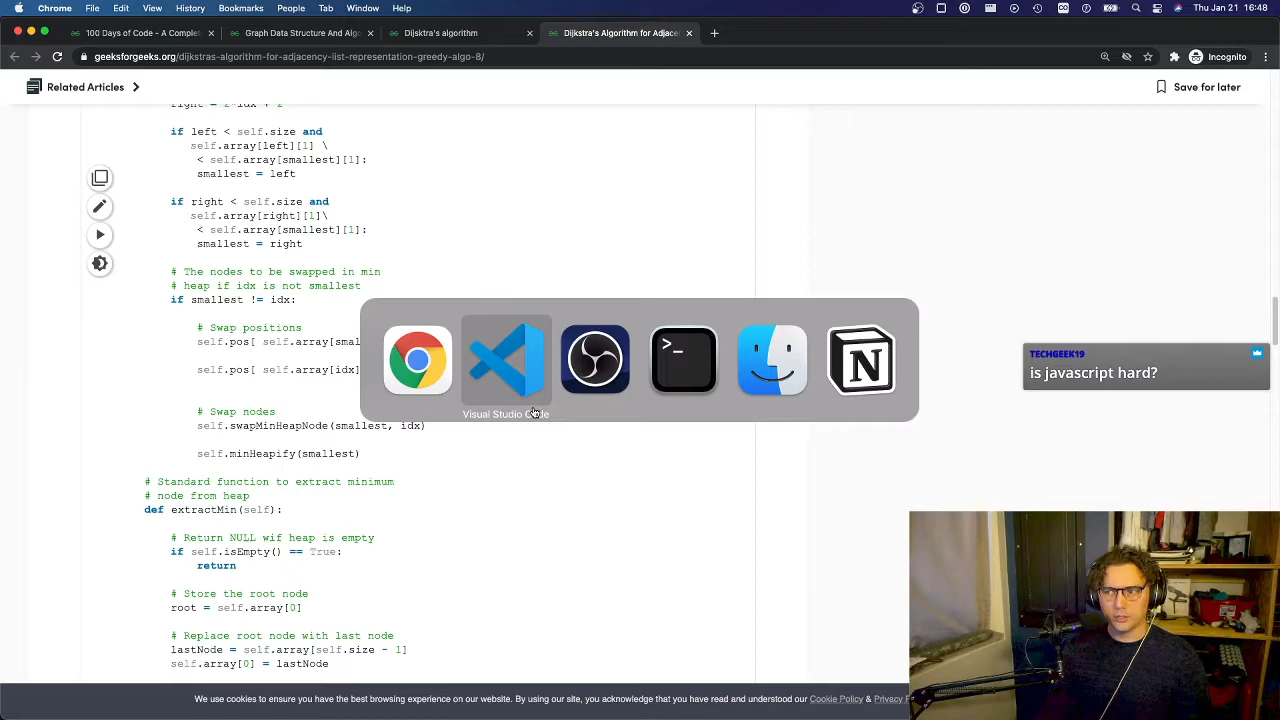 Chrome File Edit View History Bookmarks People Tab Window Help
Thu Jan 21 16:48
100 Days of Code - A Complet
Graph Data Structure And Algo
Dijsktra's algorithm
Dijkstra's Algorithm for Adjacen
geeksforgeeks.org/dijkstras-algorithm-for-adjacency-list-representation-greedy-algo-8/
Incognito
Related Articles
Save for later
right = 2*idx + 2
if left < self.size and
self.array[left][1] \
< self.array[smallest][1]:
smallest = left
if right < self.size and
self.array[right][1]\
< self.array[smallest][1]:
smallest = right
# The nodes to be swapped in min
# heap if idx is not smallest
if smallest != idx:
# Swap positions
self.pos[ self.array[smal
self.pos[ self.array[idx]
# Swap nodes
self.swapMinHeapNode(smallest, idx)
self.minHeapify(smallest)
# Standard function to extract minimum
# node from heap
def extractMin(self):
# Return NULL wif heap is empty
if self.isEmpty() == True:
return
# Store the root node
root = self.array[0]
# Replace root node with last node
lastNode = self.array[self.size - 1]
self.array[0] = lastNode
Visual Studio Code
TECHGEEK19
is javascript hard?
We use cookies to ensure you have the best browsing experience on our website. By using our site, you acknowledge that you have read and understood our Cookie Policy & Privacy P